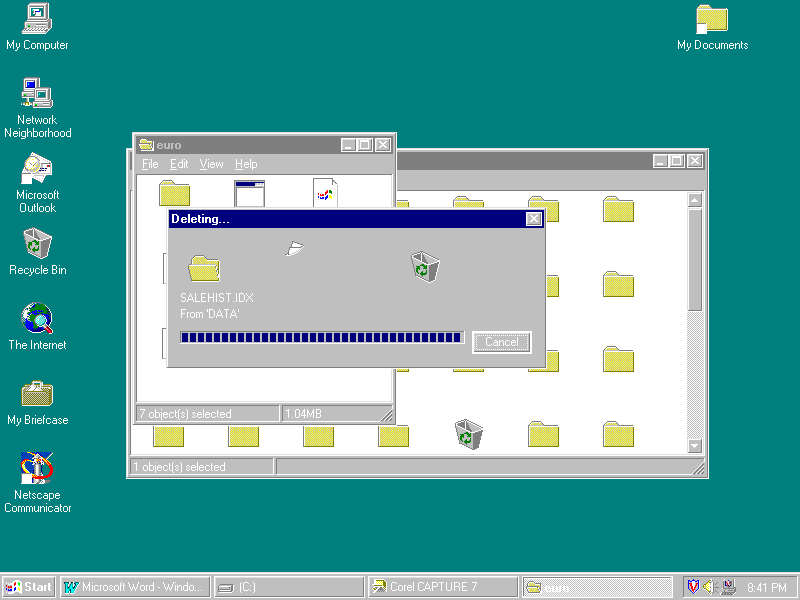 My Computer
My Documents
Network
Neighborhood
Microsoft
Outlook
Recycle Bin
The Internet
My Briefcase
Netscape
Communicator
euro
File Edit View Help
Deleting...
SALEHIST.IDX
From 'DATA'
Cancel
7 object(s) selected
1.04MB
1 object(s) selected
Start
Microsoft Word - Windo...
(C:)
Corel CAPTURE 7
euro
8:41 PM